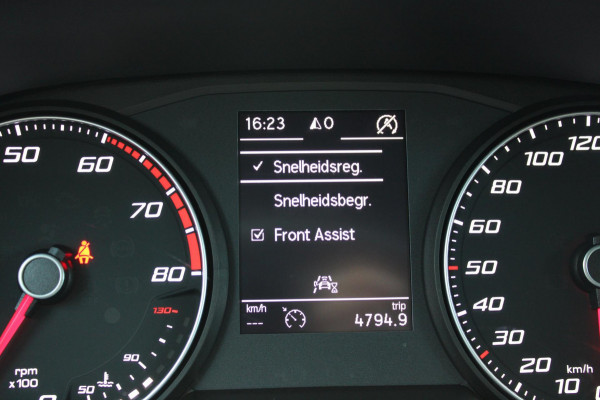 16:23 0
Snelheidsreg.
Snelheidsbegr.
Front Assist
km/h trip
--- 4794.9
50 60 70 80
rpm
x100
50 90 130
120
100
80
60
50
40
30
20
10
km/h